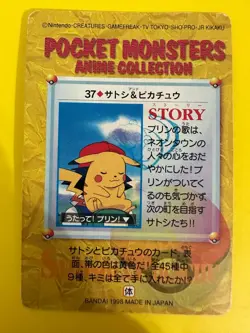 ©Nintendo・CREATURES・GAMEFREAK・TV TOKYO・SHO-PRO・JR KIKAKU
POCKET MONSTERS
ANIME COLLECTION
37◆サトシ&ピカチュウ
STORY
プリンの歌は、
ネオンタウンの
人々の心をおだ
やかにした!プ
リンがついてく
るのも気づかず、
次の町を目指す
サトシたち!!
うたって!プリン!▼
サトシとピカチュウのカード。表
面、帯の色は黄色だ!全45種中
9種、キミは全て手に入れたか!?
BANDAI 1998 MADE IN JAPAN
体